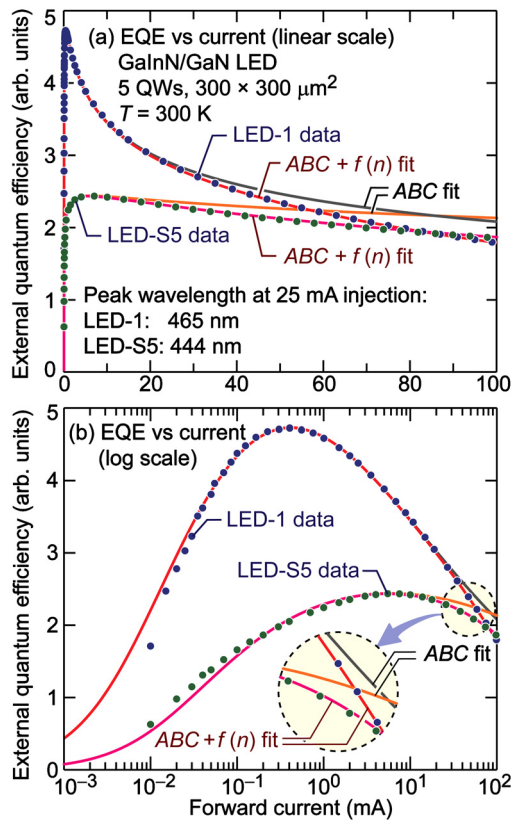 (a) EQE vs current (linear scale)
GaInN/GaN LED
5 QWs, 300 × 300 μm²
T = 300 K
LED-1 data
ABC + f (n) fit
ABC fit
LED-S5 data
ABC + f (n) fit
Peak wavelength at 25 mA injection:
LED-1: 465 nm
LED-S5: 444 nm
External quantum efficiency (arb. units)
5
4
3
2
1
0
0 20 40 60 80 100
(b) EQE vs current
(log scale)
LED-1 data
LED-S5 data
ABC fit
ABC + f (n) fit
External quantum efficiency (arb. units)
5
4
3
2
1
0
10⁻³ 10⁻² 10⁻¹ 10⁰ 10¹ 10²
Forward current (mA)